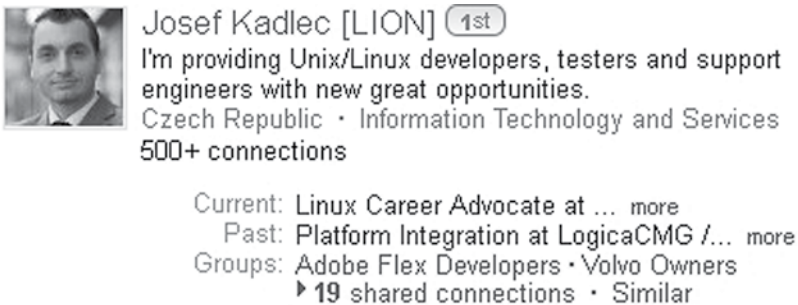 Josef Kadlec [LION] 1st
I'm providing Unix/Linux developers, testers and support
engineers with new great opportunities.
Czech Republic · Information Technology and Services
500+ connections
Current: Linux Career Advocate at ... more
Past: Platform Integration at LogicaCMG /... more
Groups: Adobe Flex Developers · Volvo Owners
19 shared connections · Similar